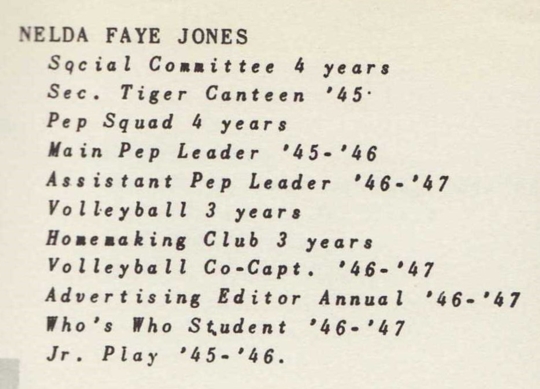 NELDA FAYE JONES
Social Committee 4 years
Sec. Tiger Canteen '45
Pep Squad 4 years
Main Pep Leader '45-'46
Assistant Pep Leader '46-'47
Volleyball 3 years
Homemaking Club 3 years
Volleyball Co-Capt. '46-'47
Advertising Editor Annual '46-'47
Who's Who Student '46-'47
Jr. Play '45-'46.